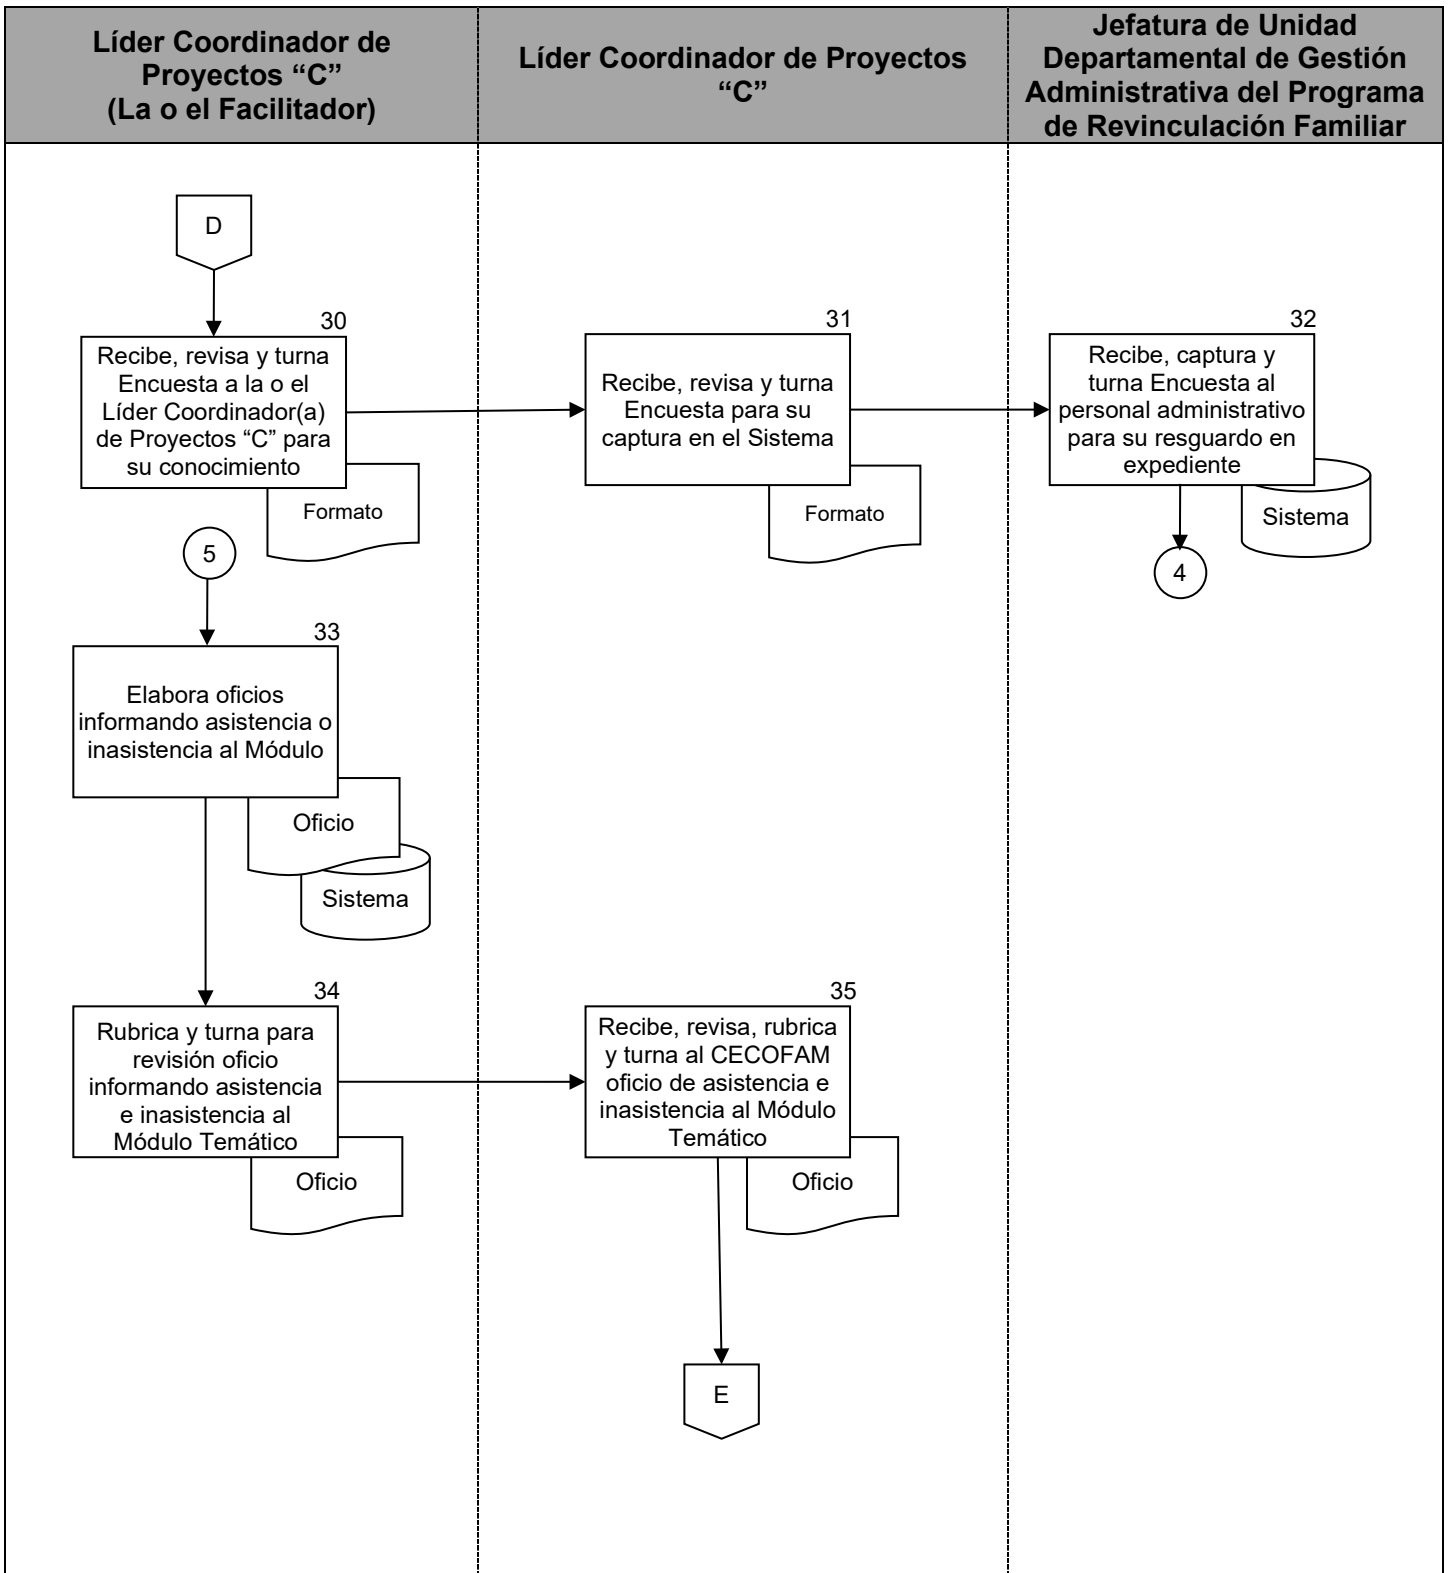 Líder Coordinador de
Proyectos “C”
(La o el Facilitador)
Líder Coordinador de Proyectos
“C”
Jefatura de Unidad
Departamental de Gestión
Administrativa del Programa
de Revinculación Familiar
D
30
Recibe, revisa y turna
Encuesta a la o el
Líder Coordinador(a)
de Proyectos “C” para
su conocimiento
Formato
31
Recibe, revisa y turna
Encuesta para su
captura en el Sistema
Formato
32
Recibe, captura y
turna Encuesta al
personal administrativo
para su resguardo en
expediente
Sistema
4
5
33
Elabora oficios
informando asistencia o
inasistencia al Módulo
Oficio
Sistema
34
Rubrica y turna para
revisión oficio
informando asistencia
e inasistencia al
Módulo Temático
Oficio
35
Recibe, revisa, rubrica
y turna al CECOFAM
oficio de asistencia e
inasistencia al Módulo
Temático
Oficio
E